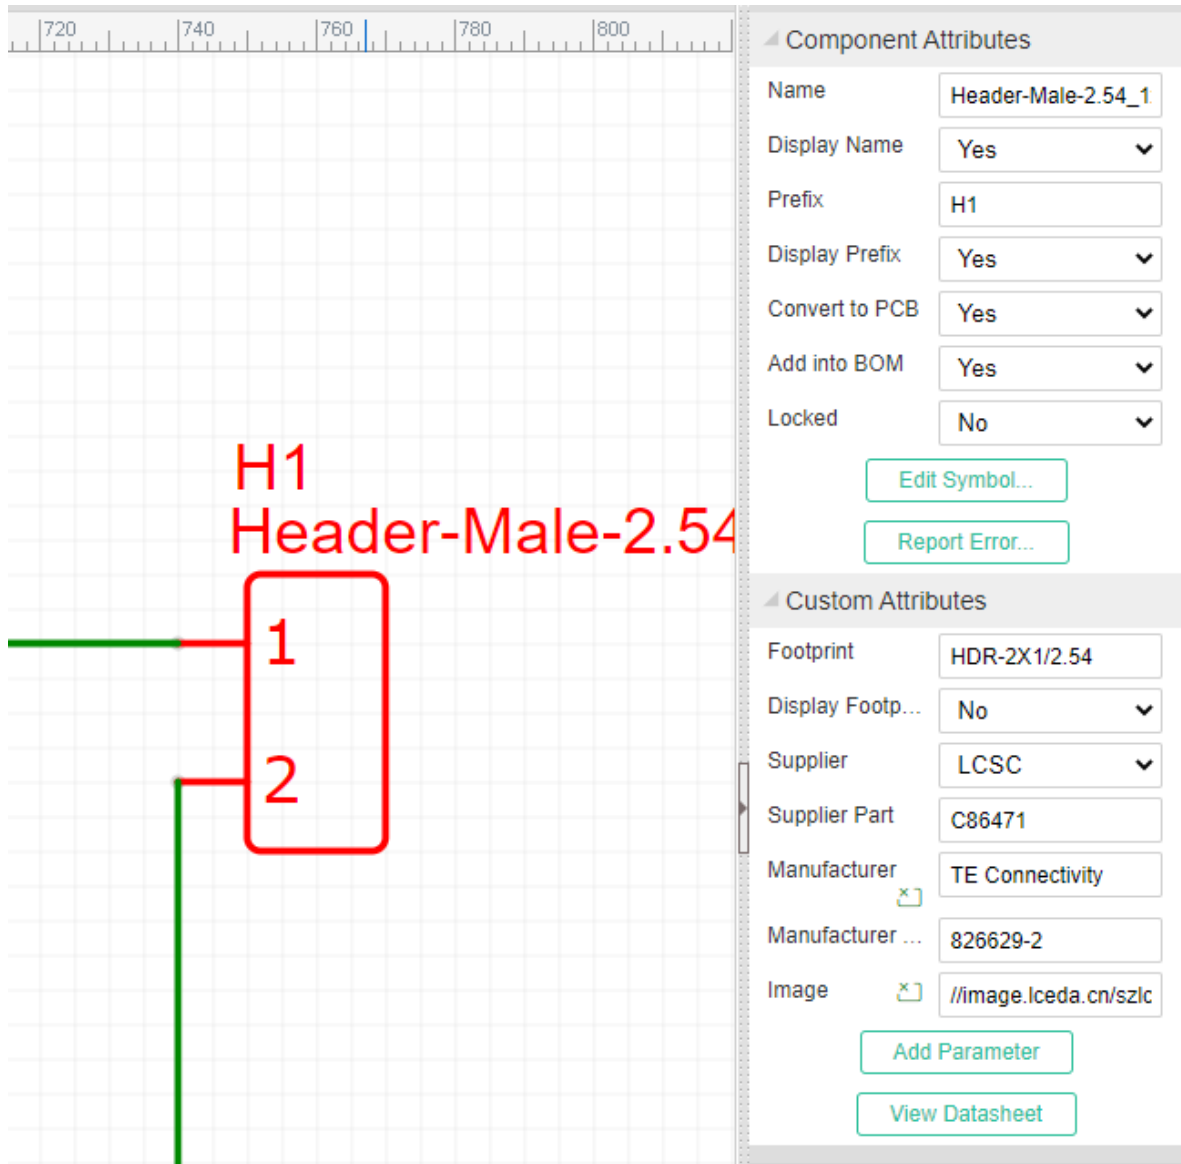 720 740 760 780 800
Component Attributes
Name Header-Male-2.54_1
Display Name Yes
Prefix H1
Display Prefix Yes
Convert to PCB Yes
Add into BOM Yes
Locked No
Edit Symbol...
Report Error...
H1
Header-Male-2.54
1
2
Custom Attributes
Footprint HDR-2X1/2.54
Display Footp... No
Supplier LCSC
Supplier Part C86471
Manufacturer TE Connectivity
Manufacturer ... 826629-2
Image //image.lceda.cn/szlc
Add Parameter
View Datasheet